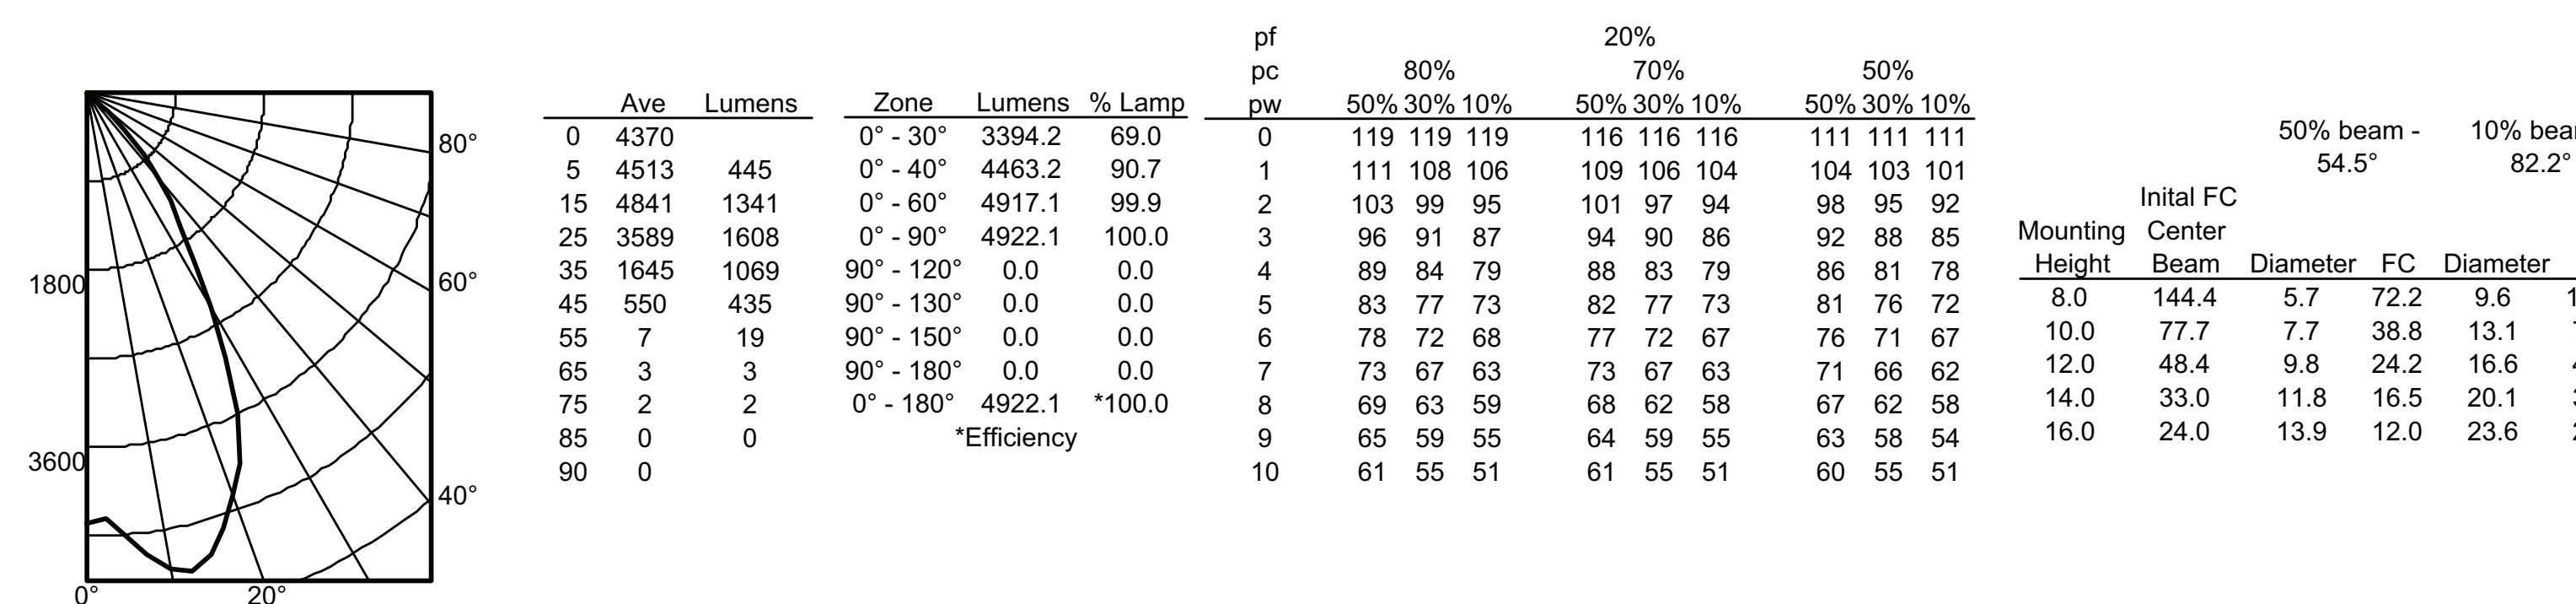 1800
3600
80°
60°
40°
0°
20°
Ave Lumens
0 4370
5 4513 445
15 4841 1341
25 3589 1608
35 1645 1069
45 550 435
55 7 19
65 3 3
75 2 2
85 0 0
90 0
Zone Lumens % Lamp
0° - 30° 3394.2 69.0
0° - 40° 4463.2 90.7
0° - 60° 4917.1 99.9
0° - 90° 4922.1 100.0
90° - 120° 0.0 0.0
90° - 130° 0.0 0.0
90° - 150° 0.0 0.0
90° - 180° 0.0 0.0
0° - 180° 4922.1 *100.0
*Efficiency
pf 20%
pc 80% 70% 50%
pw 50% 30% 10% 50% 30% 10% 50% 30% 10%
0 119 119 119 116 116 116 111 111 111
1 111 108 106 109 106 104 104 103 101
2 103 99 95 101 97 94 98 95 92
3 96 91 87 94 90 86 92 88 85
4 89 84 79 88 83 79 86 81 78
5 83 77 73 82 77 73 81 76 72
6 78 72 68 77 72 67 76 71 67
7 73 67 63 73 67 63 71 66 62
8 69 63 59 68 62 58 67 62 58
9 65 59 55 64 59 55 63 58 54
10 61 55 51 61 55 51 60 55 51
50% beam - 10%
54.5° 82.2°
Inital FC
Mounting Center
Height Beam Diameter FC Diameter
8.0 144.4 5.7 72.2 9.6
10.0 77.7 7.7 38.8 13.1
12.0 48.4 9.8 24.2 16.6
14.0 33.0 11.8 16.5 20.1
16.0 24.0 13.9 12.0 23.6